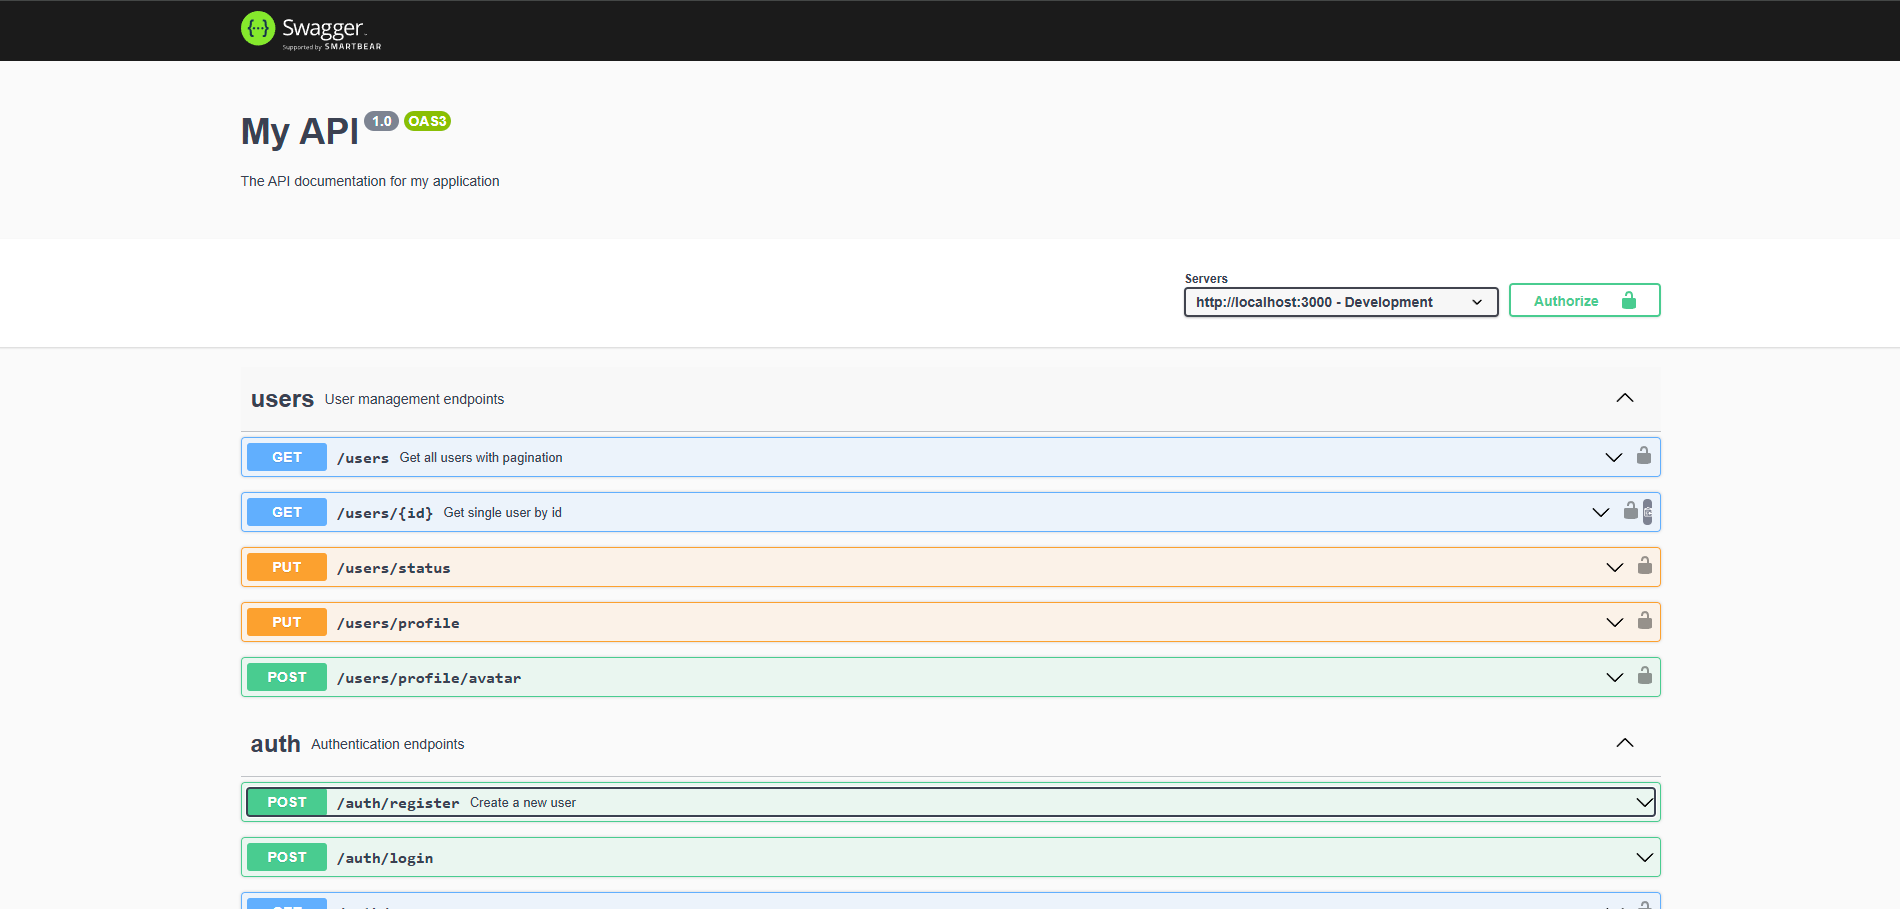 Swagger
Supported by SMARTBEAR
My API 1.0 OAS3
The API documentation for my application
Servers
http://localhost:3000 - Development
Authorize
users User management endpoints
GET /users Get all users with pagination
GET /users/{id} Get single user by id
PUT /users/status
PUT /users/profile
POST /users/profile/avatar
auth Authentication endpoints
POST /auth/register Create a new user
POST /auth/login
GET